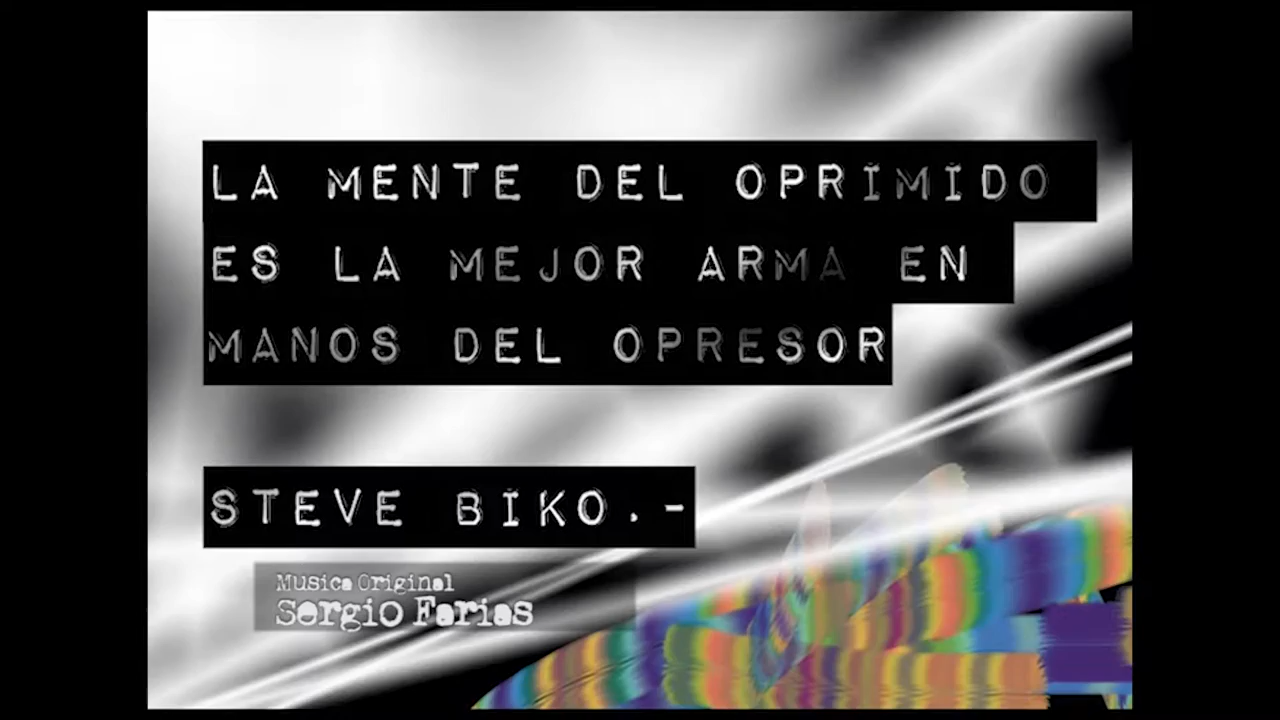 LA MENTE DEL OPRIMIDO
ES LA MEJOR ARMA EN
MANOS DEL OPRESOR
STEVE BIKO.-
Musica Original
Sergio Farias